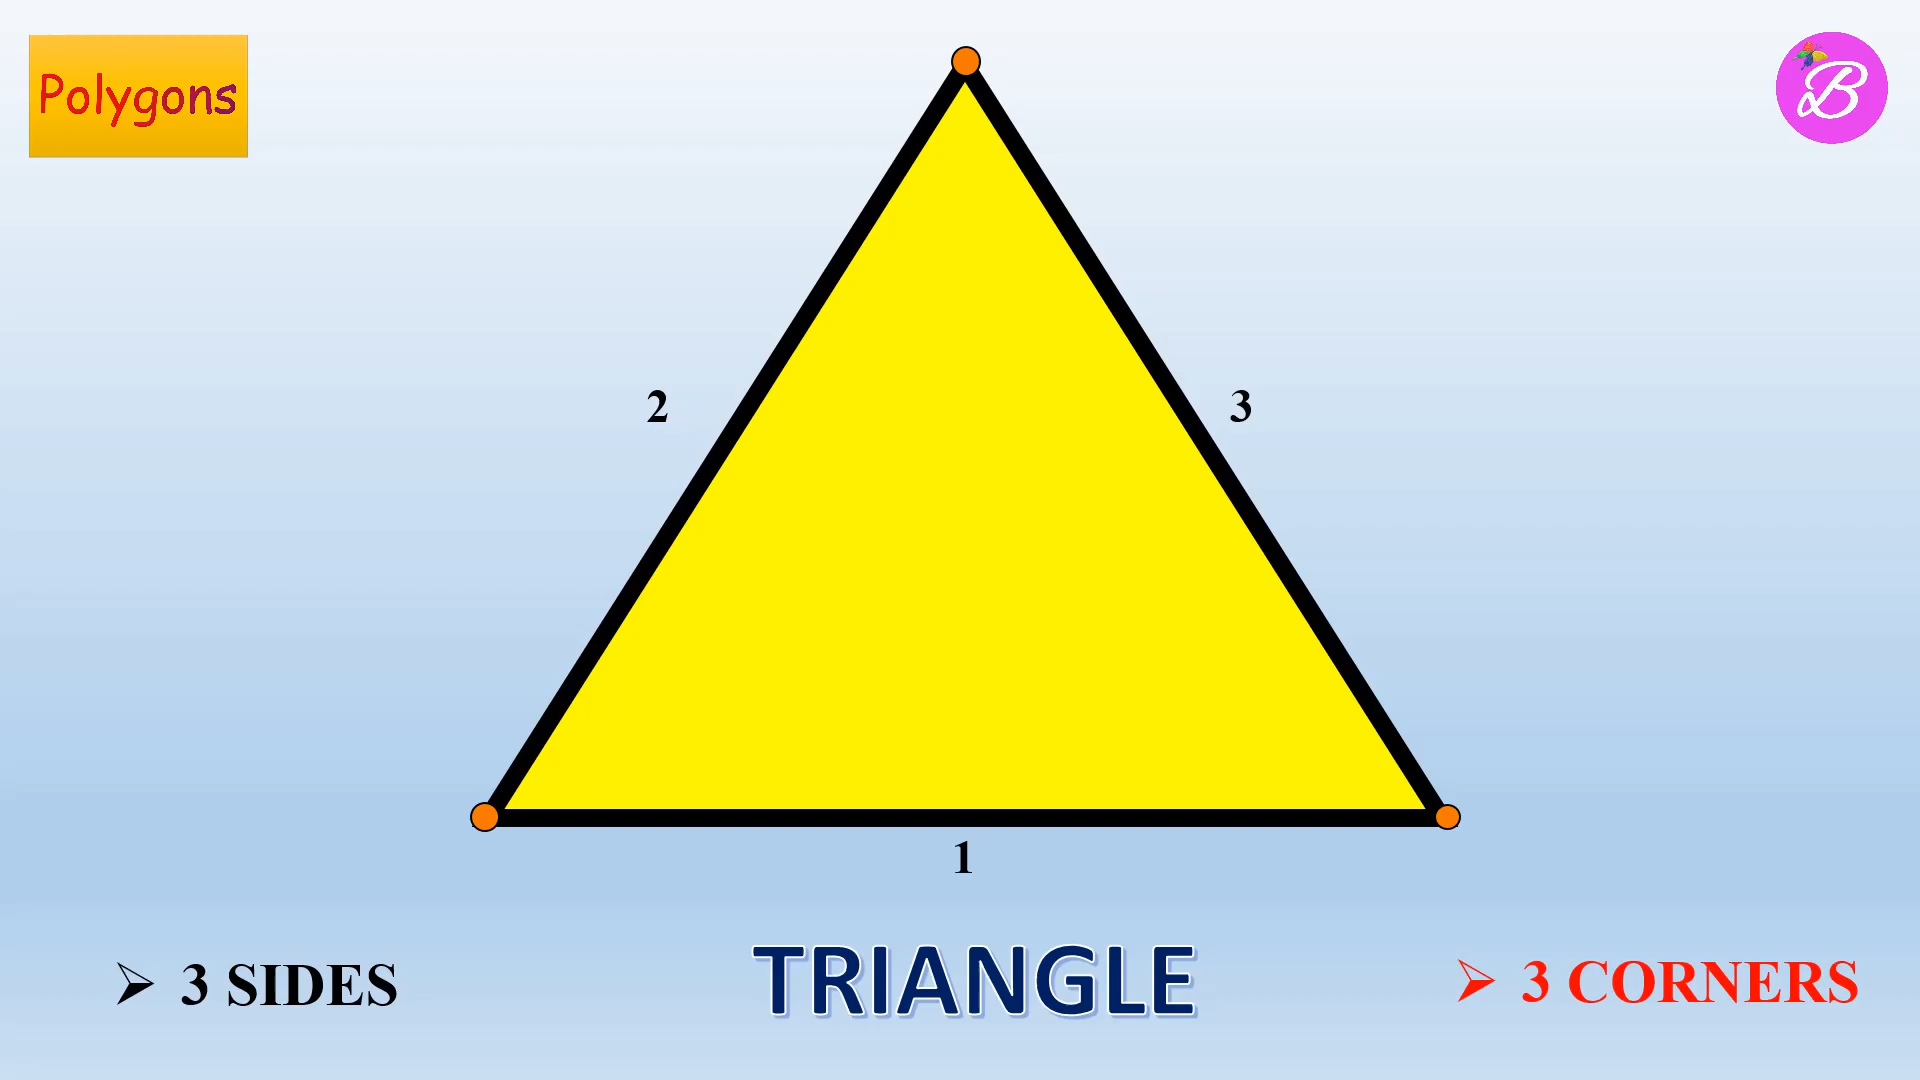 Polygons
B
2
3
1
3 SIDES
TRIANGLE
3 CORNERS